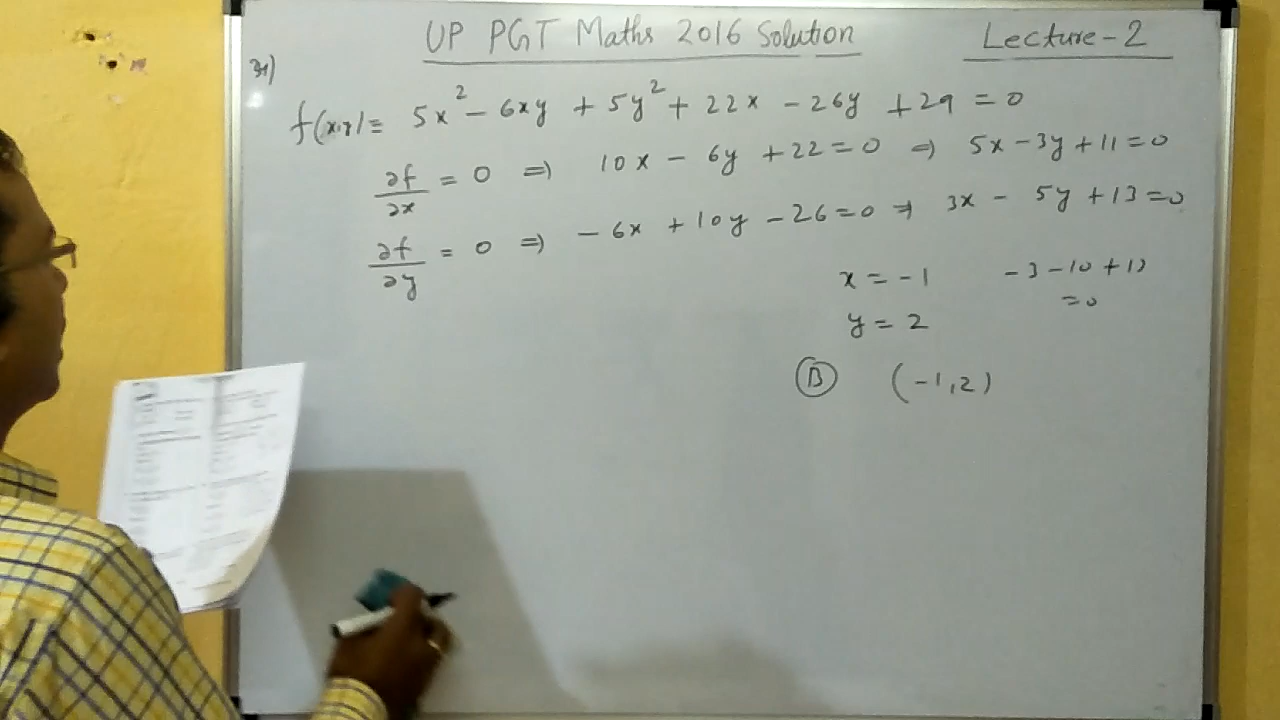 UP PGT Maths 2016 Solution Lecture-2
31)
f(x,y) = 5x² - 6xy + 5y² + 22x - 26y + 29 = 0
∂f/∂x = 0 ⇒ 10x - 6y + 22 = 0 ⇒ 5x - 3y + 11 = 0
∂f/∂y = 0 ⇒ -6x + 10y - 26 = 0 ⇒ 3x - 5y + 13 = 0
x = -1 -3 - 10 + 13
= 0
y = 2
(B) (-1, 2)